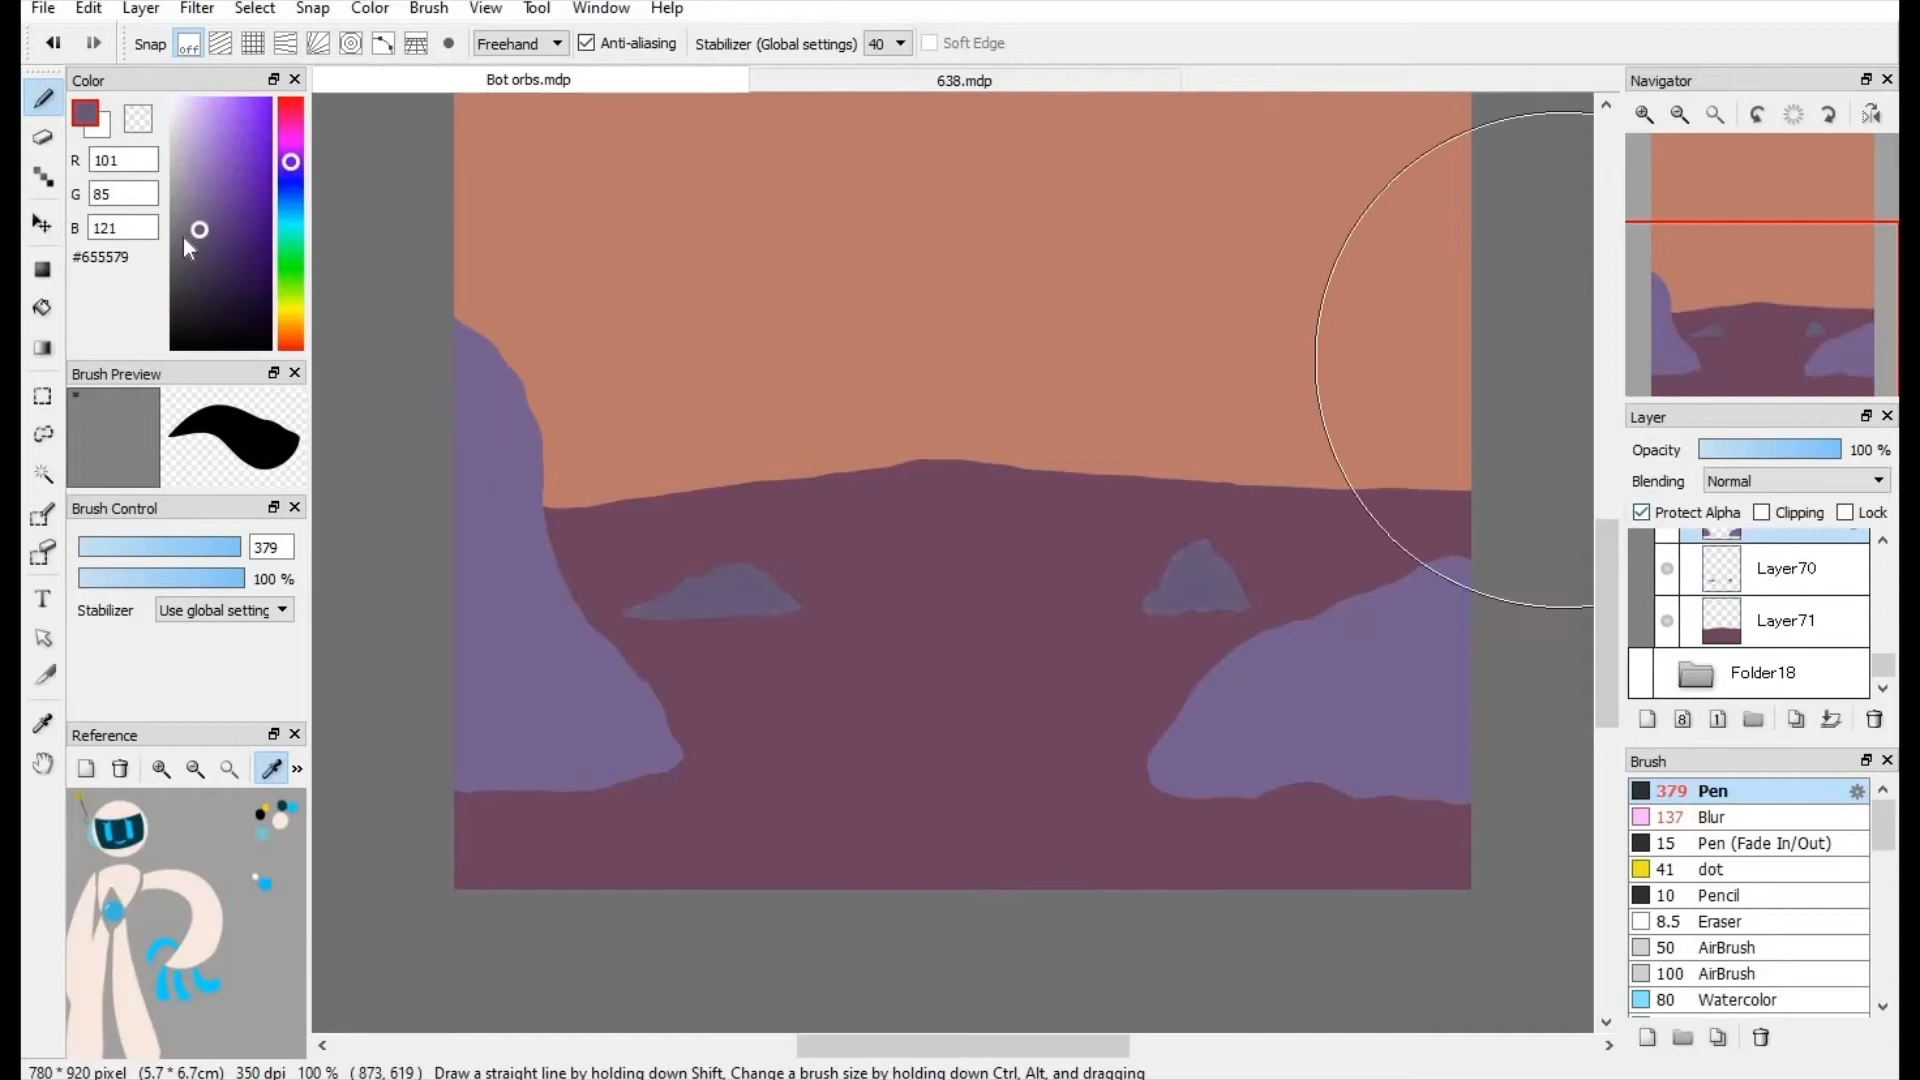 File Edit Layer Filter Select Snap Color Brush View Tool Window Help
Snap off Freehand Anti-aliasing Stabilizer (Global settings) 40 Soft Edge
Color
Bot orbs.mdp
638.mdp
Navigator
R 101
G 85
B 121
#655579
Brush Preview
*
Brush Control
379
100 %
Stabilizer Use global setting
Reference
Layer
Opacity 100 %
Blending Normal
Protect Alpha Clipping Lock
Layer70
Layer71
Folder18
8 1
Brush
379 Pen
137 Blur
15 Pen (Fade In/Out)
41 dot
10 Pencil
8.5 Eraser
50 AirBrush
100 AirBrush
80 Watercolor
T
780 * 920 pixel (5.7 * 6.7cm) 350 dpi 100 % ( 873, 619 ) Draw a straight line by holding down Shift, Change a brush size by holding down Ctrl, Alt, and dragging